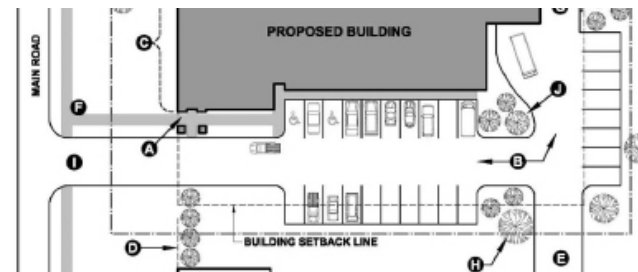 PROPOSED BUILDING
MAIN ROAD
C
F
A
I
B
J
D
BUILDING SETBACK LINE
H
E